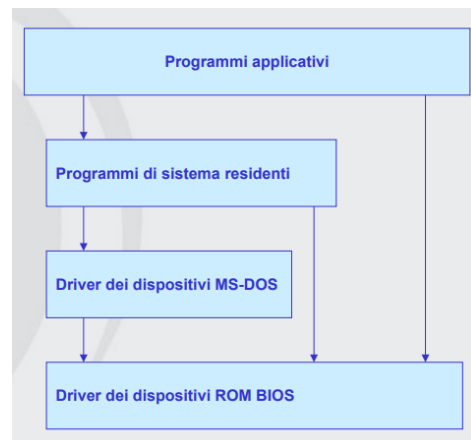 Programmi applicativi
Programmi di sistema residenti
Driver dei dispositivi MS-DOS
Driver dei dispositivi ROM BIOS